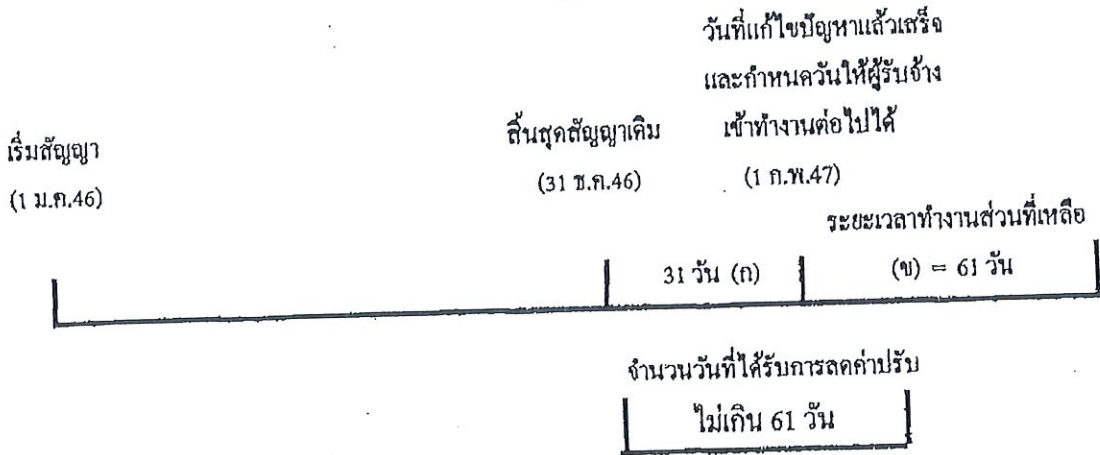 วันที่แก้ไขปัญหาแล้วเสร็จ
และกำหนดวันให้ผู้รับจ้าง
เข้าทำงานต่อไปได้
(1 ก.พ.47)
สิ้นสุดสัญญาเดิม
(31 ธ.ค.46)
เริ่มสัญญา
(1 ม.ค.46)
ระยะเวลาทำงานส่วนที่เหลือ
31 วัน (ก)
(ข) = 61 วัน
จำนวนวันที่ได้รับการลดค่าปรับ
ไม่เกิน 61 วัน